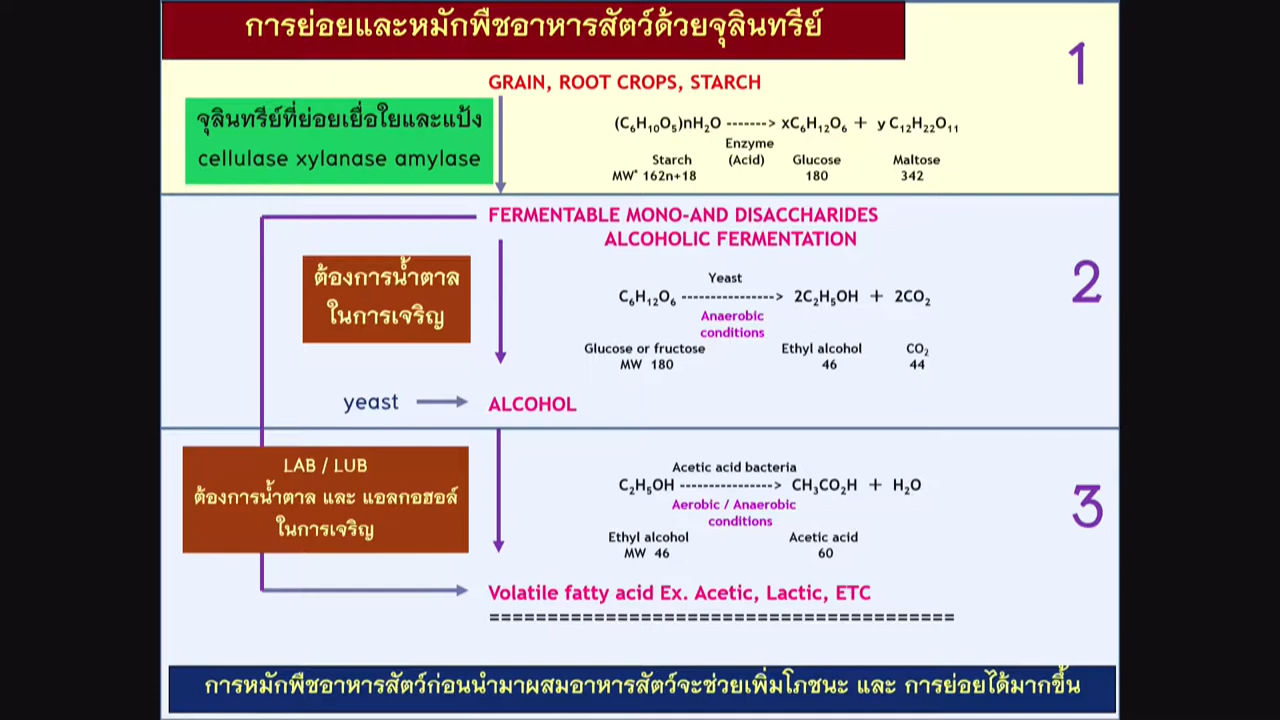 การย่อยและหมักพืชอาหารสัตว์ด้วยจุลินทรีย์
1
GRAIN, ROOT CROPS, STARCH
จุลินทรีย์ที่ย่อยเยื่อใยและแป้ง
cellulase xylanase amylase
(C₆H₁₀O₅)nH₂O -------> xC₆H₁₂O₆ + y C₁₂H₂₂O₁₁
Enzyme
Starch (Acid) Glucose Maltose
MW* 162n+18 180 342
FERMENTABLE MONO-AND DISACCHARIDES
ALCOHOLIC FERMENTATION
2
ต้องการน้ำตาล
ในการเจริญ
Yeast
C₆H₁₂O₆ ----------------> 2C₂H₅OH + 2CO₂
Anaerobic
conditions
Glucose or fructose Ethyl alcohol CO₂
MW 180 46 44
yeast
ALCOHOL
LAB / LUB
ต้องการน้ำตาล และ แอลกอฮอล์
ในการเจริญ
Acetic acid bacteria
C₂H₅OH ----------------> CH₃CO₂H + H₂O
Aerobic / Anaerobic
conditions
3
Ethyl alcohol Acetic acid
MW 46 60
Volatile fatty acid Ex. Acetic, Lactic, ETC
========================================
การหมักพืชอาหารสัตว์ก่อนนำมาผสมอาหารสัตว์จะช่วยเพิ่มโภชนะ และ การย่อยได้มากขึ้น